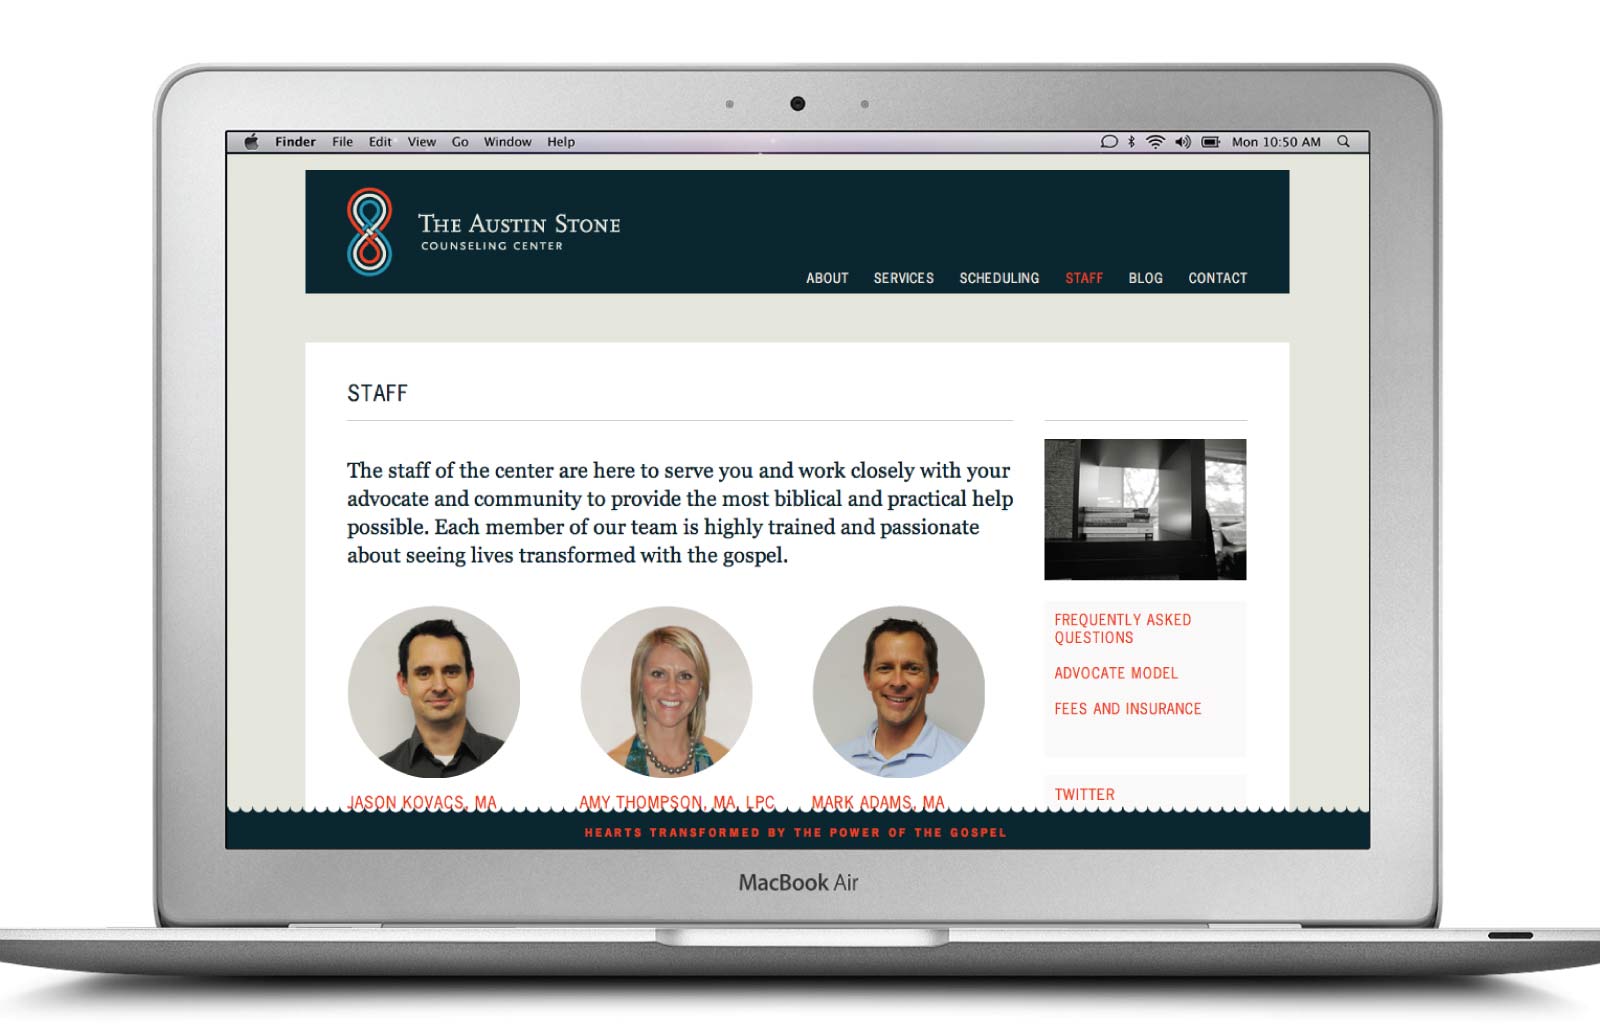 Finder File Edit View Go Window Help Mon 10:50 AM
THE AUSTIN STONE
COUNSELING CENTER
ABOUT SERVICES SCHEDULING STAFF BLOG CONTACT
STAFF
The staff of the center are here to serve you and work closely with your
advocate and community to provide the most biblical and practical help
possible. Each member of our team is highly trained and passionate
about seeing lives transformed with the gospel.
JASON KOVACS, MA
AMY THOMPSON, MA, LPC
MARK ADAMS, MA
FREQUENTLY ASKED
QUESTIONS
ADVOCATE MODEL
FEES AND INSURANCE
TWITTER
HEARTS TRANSFORMED BY THE POWER OF THE GOSPEL
MacBook Air